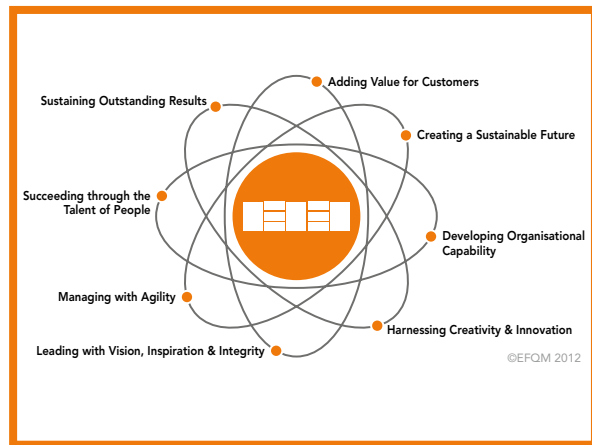 Adding Value for Customers
Sustaining Outstanding Results
Creating a Sustainable Future
Succeeding through the
Talent of People
Developing Organisational
Capability
Managing with Agility
Harnessing Creativity & Innovation
Leading with Vision, Inspiration & Integrity
©EFQM 2012